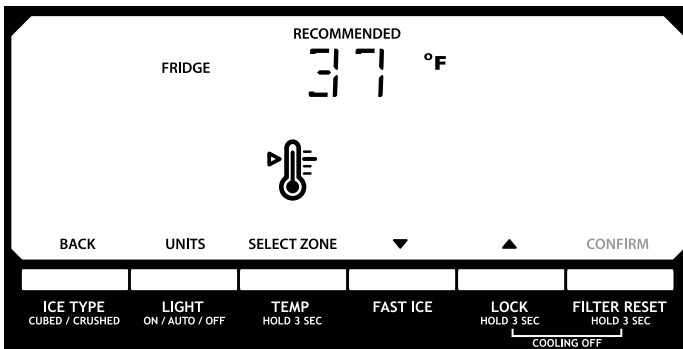 RECOMMENDED
FRIDGE 37 °F
BACK UNITS SELECT ZONE ▼ ▲ CONFIRM
ICE TYPE LIGHT TEMP FAST ICE LOCK FILTER RESET
CUBED / CRUSHED ON / AUTO / OFF HOLD 3 SEC HOLD 3 SEC HOLD 3 SEC
COOLING OFF